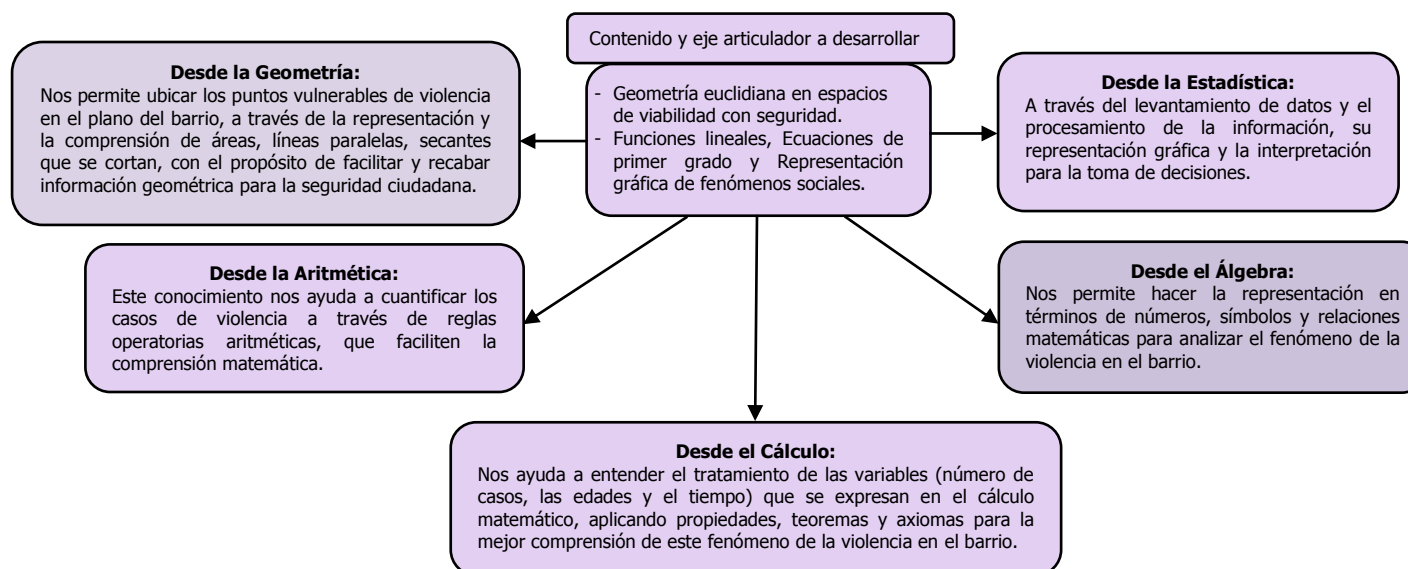 Contenido y eje articulador a desarrollar
- Geometría euclidiana en espacios
de viabilidad con seguridad.
- Funciones lineales, Ecuaciones de
primer grado y Representación
gráfica de fenómenos sociales.
Desde la Geometría:
Nos permite ubicar los puntos vulnerables de violencia
en el plano del barrio, a través de la representación y
la comprensión de áreas, líneas paralelas, secantes
que se cortan, con el propósito de facilitar y recabar
información geométrica para la seguridad ciudadana.
Desde la Estadística:
A través del levantamiento de datos y el
procesamiento de la información, su
representación gráfica y la interpretación
para la toma de decisiones.
Desde la Aritmética:
Este conocimiento nos ayuda a cuantificar los
casos de violencia a través de reglas
operatorias aritméticas, que faciliten la
comprensión matemática.
Desde el Álgebra:
Nos permite hacer la representación en
términos de números, símbolos y relaciones
matemáticas para analizar el fenómeno de la
violencia en el barrio.
Desde el Cálculo:
Nos ayuda a entender el tratamiento de las variables (número de
casos, las edades y el tiempo) que se expresan en el cálculo
matemático, aplicando propiedades, teoremas y axiomas para la
mejor comprensión de este fenómeno de la violencia en el barrio.